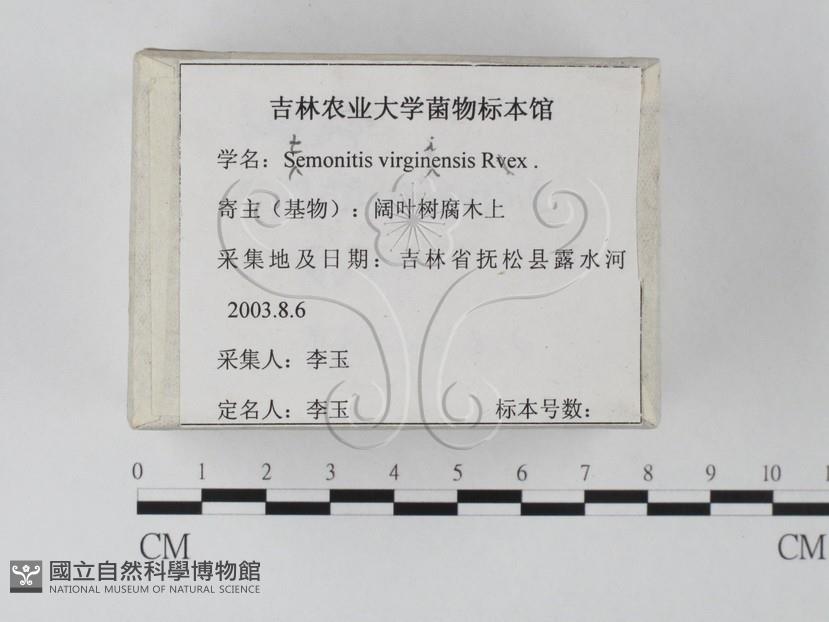 吉林农业大学菌物标本馆
t i
学名：Semonitis virginensis Rvex .
寄主（基物）：阔叶树腐木上
采集地及日期：吉林省抚松县露水河
2003.8.6
采集人：李玉
定名人：李玉 标本号数：
0 1 2 3 4 5 6 7 8 9 10 1
CM CM
國立自然科學博物館
NATIONAL MUSEUM OF NATURAL SCIENCE